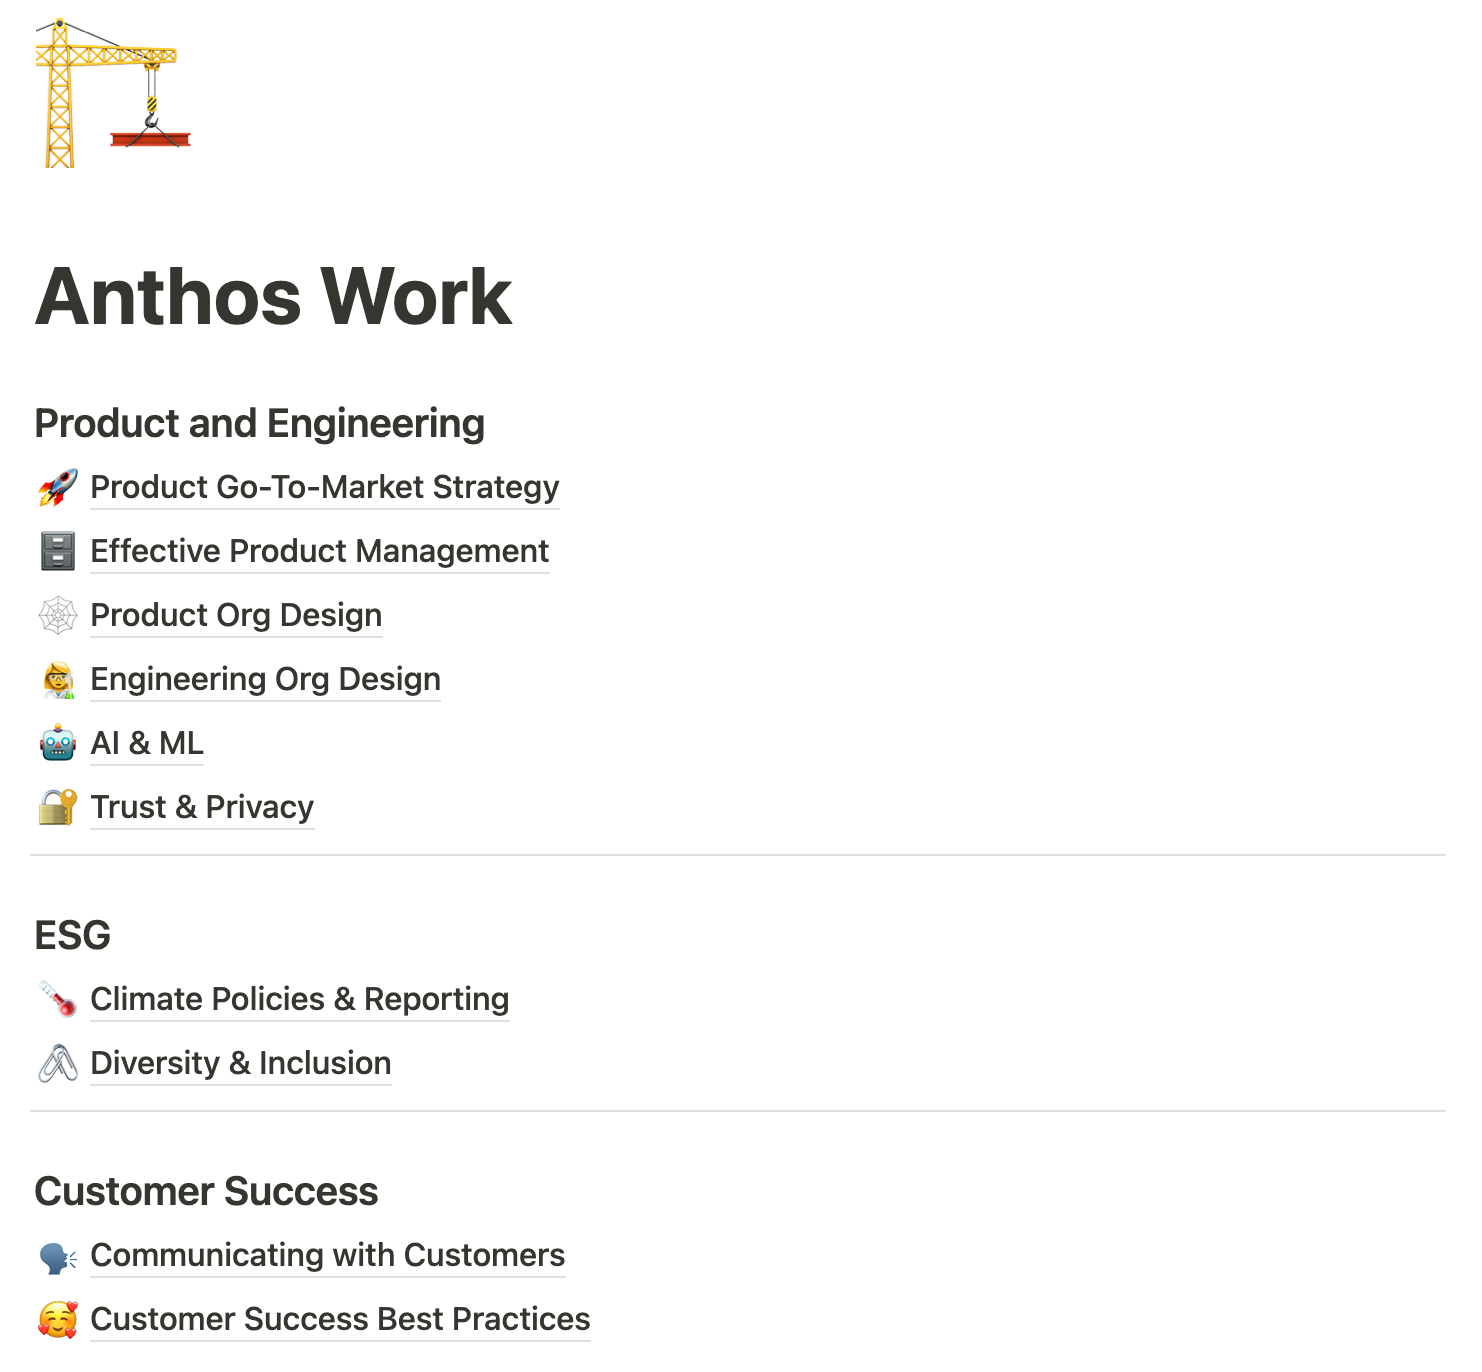 Anthos Work
Product and Engineering
Product Go-To-Market Strategy
Effective Product Management
Product Org Design
Engineering Org Design
AI & ML
Trust & Privacy
ESG
Climate Policies & Reporting
Diversity & Inclusion
Customer Success
Communicating with Customers
Customer Success Best Practices